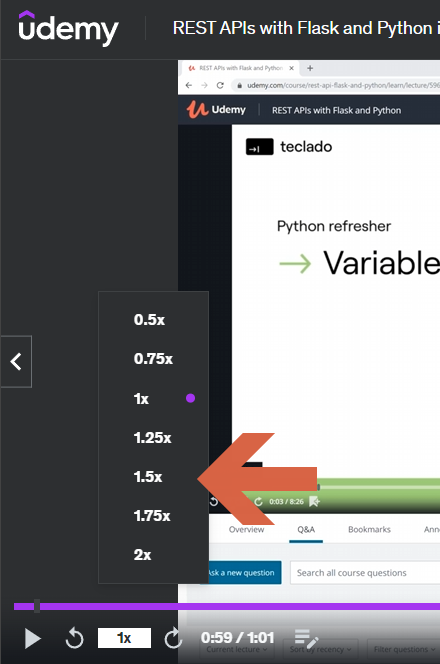 udemy
REST APIs with Flask and Python i
REST APIs with Flask and Python
udemy.com/course/rest-api-flask-and-python/learn/lecture/596
Udemy REST APIs with Flask and Python
teclado
Python refresher
→ Variable
0.5x
0.75x
1x
1.25x
1.5x
1.75x
2x
0:03 / 8:26
Overview Q&A Bookmarks Ann
Ask a new question Search all course questions
Current lecture Sort by recency Filter questions
1x 0:59 / 1:01